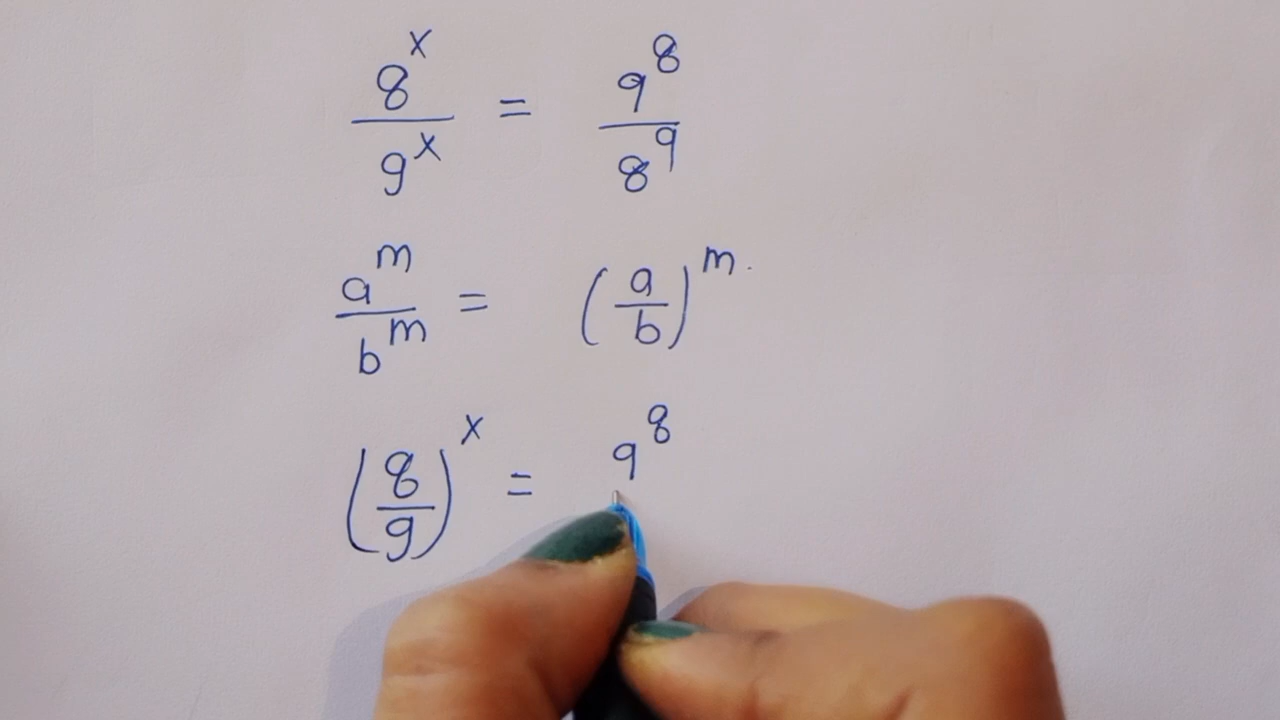 8^x / 9^x = 9^8 / 8^9
a^m / b^m = (a/b)^m.
(8/9)^x = 9^8